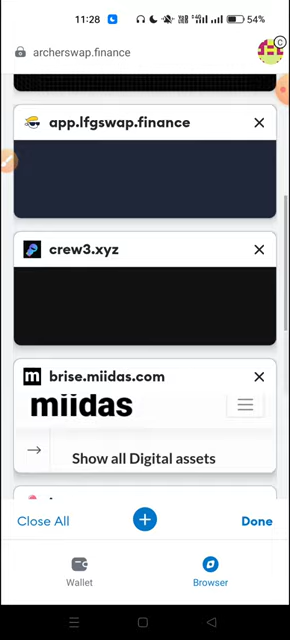 11:28
54%
archerswap.finance
C
app.lfgswap.finance
crew3.xyz
m brise.miidas.com
miidas
Show all Digital assets
Close All
Done
Wallet
Browser